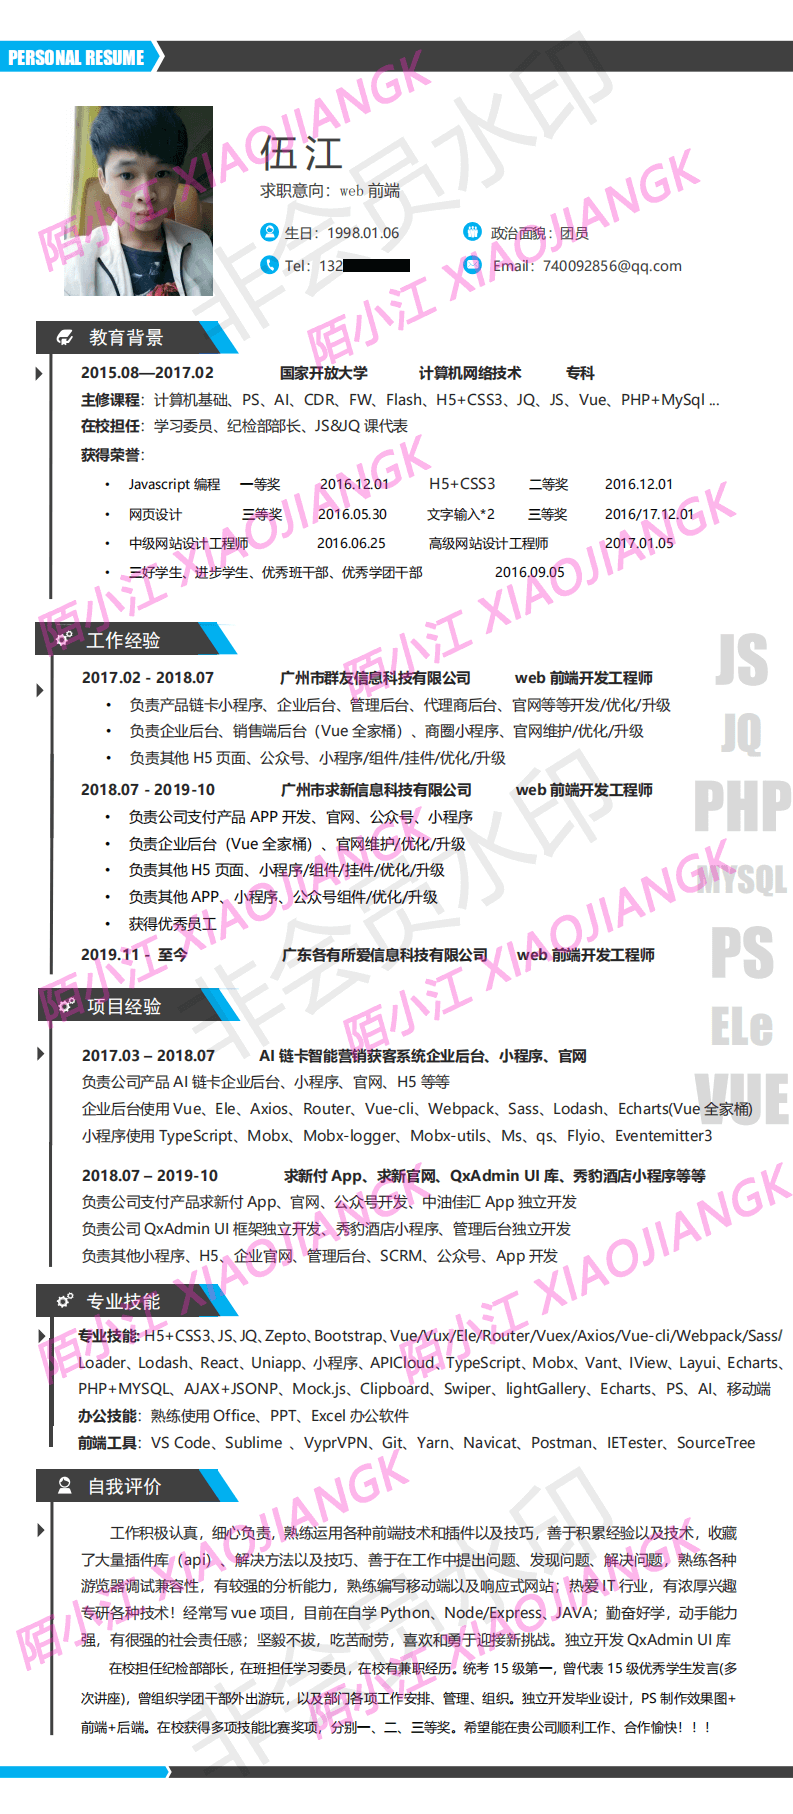 PERSONAL RESUME
伍江
求职意向：web 前端
生日：1998.01.06
政治面貌：团员
Tel：132
Email：740092856@qq.com
教育背景
2015.08—2017.02 国家开放大学 计算机网络技术 专科
主修课程：计算机基础、PS、AI、CDR、FW、Flash、H5+CSS3、JQ、JS、Vue、PHP+MySql ...
在校担任：学习委员、纪检部部长、JS&JQ 课代表
获得荣誉：
• Javascript 编程 一等奖 2016.12.01 H5+CSS3 二等奖 2016.12.01
• 网页设计 三等奖 2016.05.30 文字输入*2 三等奖 2016/17.12.01
• 中级网站设计工程师 2016.06.25 高级网站设计工程师 2017.01.05
• 三好学生、进步学生、优秀班干部、优秀学团干部 2016.09.05
工作经验
2017.02 - 2018.07 广州市群友信息科技有限公司 web 前端开发工程师
• 负责产品链卡小程序、企业后台、管理后台、代理商后台、官网等等开发/优化/升级
• 负责企业后台、销售端后台（Vue 全家桶）、商圈小程序、官网维护/优化/升级
• 负责其他 H5 页面、公众号、小程序/组件/挂件/优化/升级
2018.07 - 2019-10 广州市求新信息科技有限公司 web 前端开发工程师
• 负责公司支付产品 APP 开发、官网、公众号、小程序
• 负责企业后台（Vue 全家桶）、官网维护/优化/升级
• 负责其他 H5 页面、小程序/组件/挂件/优化/升级
• 负责其他 APP、小程序、公众号组件/优化/升级
• 获得优秀员工
2019.11 - 至今 广东各有所爱信息科技有限公司 web 前端开发工程师
JS
JQ
PHP
MYSQL
PS
ELe
VUE
项目经验
2017.03 – 2018.07 AI 链卡智能营销获客系统企业后台、小程序、官网
负责公司产品 AI 链卡企业后台、小程序、官网、H5 等等
企业后台使用 Vue、Ele、Axios、Router、Vue-cli、Webpack、Sass、Lodash、Echarts(Vue 全家桶)
小程序使用 TypeScript、Mobx、Mobx-logger、Mobx-utils、Ms、qs、Flyio、Eventemitter3
2018.07 – 2019-10 求新付 App、求新官网、QxAdmin UI 库、秀豹酒店小程序等等
负责公司支付产品求新付 App、官网、公众号开发、中油佳汇 App 独立开发
负责公司 QxAdmin UI 框架独立开发、秀豹酒店小程序、管理后台独立开发
负责其他小程序、H5、企业官网、管理后台、SCRM、公众号、App 开发
专业技能
专业技能: H5+CSS3、JS、JQ、Zepto、Bootstrap、Vue/Vux/Ele/Router/Vuex/Axios/Vue-cli/Webpack/Sass/
Loader、Lodash、React、Uniapp、小程序、APICloud、TypeScript、Mobx、Vant、IView、Layui、Echarts、
PHP+MYSQL、AJAX+JSONP、Mock.js、Clipboard、Swiper、lightGallery、Echarts、PS、AI、移动端
办公技能：熟练使用 Office、PPT、Excel 办公软件
前端工具：VS Code、Sublime 、VyprVPN、Git、Yarn、Navicat、Postman、IETester、SourceTree
自我评价
工作积极认真，细心负责，熟练运用各种前端技术和插件以及技巧，善于积累经验以及技术，收藏
了大量插件库（api）、解决方法以及技巧、善于在工作中提出问题、发现问题、解决问题，熟练各种
游览器调试兼容性，有较强的分析能力，熟练编写移动端以及响应式网站；热爱 IT 行业，有浓厚兴趣
专研各种技术！经常写 vue 项目，目前在自学 Python、Node/Express、JAVA；勤奋好学，动手能力
强，有很强的社会责任感；坚毅不拔，吃苦耐劳，喜欢和勇于迎接新挑战。独立开发 QxAdmin UI 库
在校担任纪检部部长，在班担任学习委员，在校有兼职经历。统考 15 级第一，曾代表 15 级优秀学生发言(多
次讲座)，曾组织学团干部外出游玩，以及部门各项工作安排、管理、组织。独立开发毕业设计，PS 制作效果图+
前端+后端。在校获得多项技能比赛奖项，分别一、二、三等奖。希望能在贵公司顺利工作、合作愉快！！！
非会员水印
非会员水印
非会员水印
陌小江 XIAOJIANGK
陌小江 XIAOJIANGK
陌小江 XIAOJIANGK
陌小江 XIAOJIANGK
陌小江 XIAOJIANGK
陌小江 XIAOJIANGK
陌小江 XIAOJIANGK
陌小江 XIAOJIANGK
陌小江 XIAOJIANGK
陌小江 XIAOJIANGK